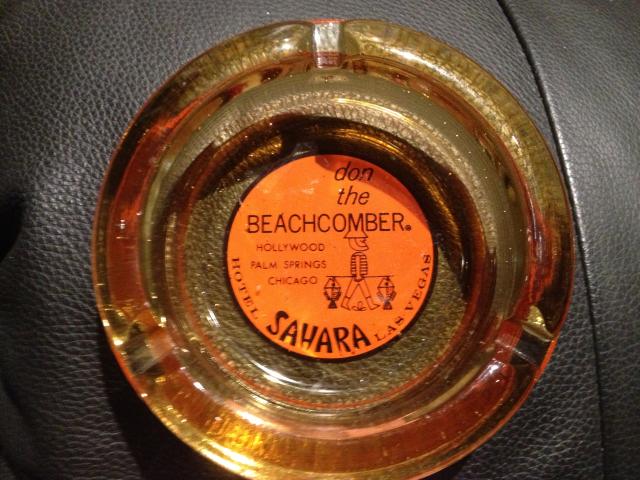 don
the
BEACHCOMBER®
HOLLYWOOD
PALM SPRINGS
CHICAGO
HOTEL SAHARA LAS VEGAS